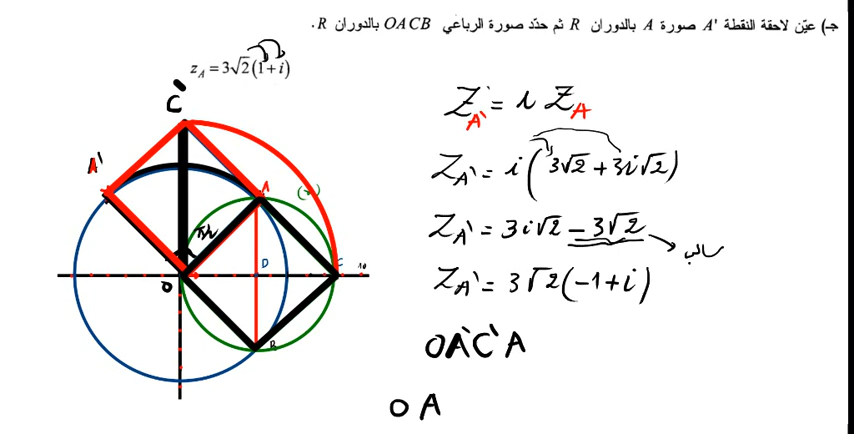 جـ) عيّن لاحقة النقطة A' صورة A بالدوران R ثم حدّد صورة الرباعي OACB بالدوران R.
z_A = 3√2(1+i)
Z_A' = i Z_A
Z_A' = i(3√2 + 3i√2)
Z_A' = 3i√2 − 3√2
سالب
Z_A' = 3√2(−1+i)
OA'C'A
OA
C'
A'
A
(γ)
π/2
O
D
C
B